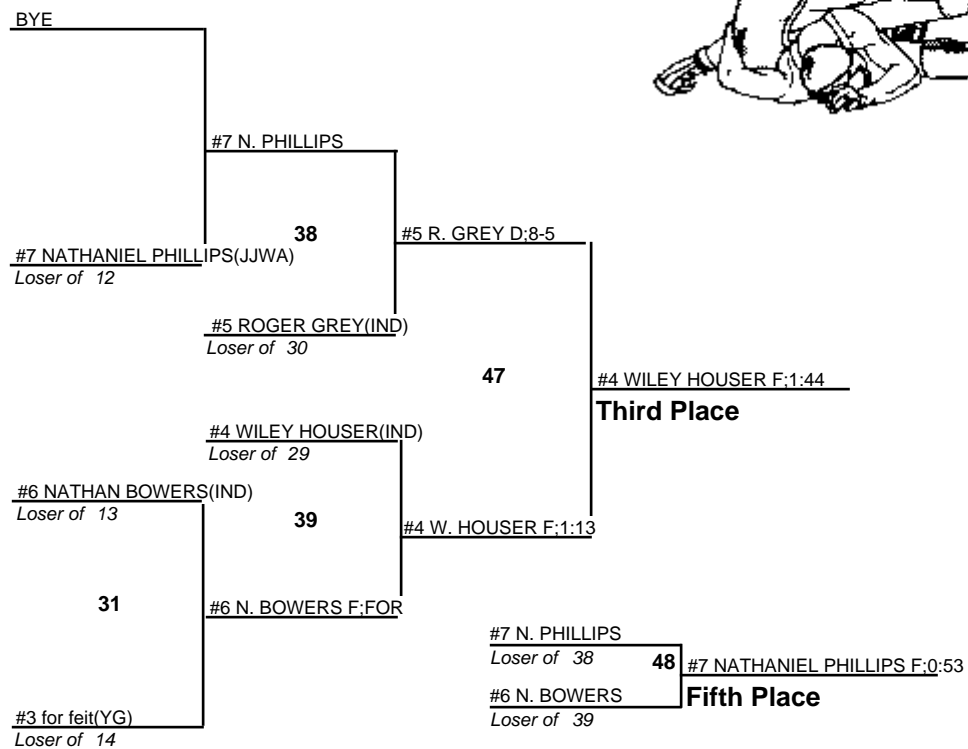 BYE
#7 N. PHILLIPS
38
#5 R. GREY D;8-5
#7 NATHANIEL PHILLIPS(JJWA)
Loser of 12
#5 ROGER GREY(IND)
Loser of 30
47
#4 WILEY HOUSER F;1:44
Third Place
#4 WILEY HOUSER(IND)
Loser of 29
#6 NATHAN BOWERS(IND)
Loser of 13
39
#4 W. HOUSER F;1:13
31
#6 N. BOWERS F;FOR
#7 N. PHILLIPS
Loser of 38
48
#7 NATHANIEL PHILLIPS F;0:53
Fifth Place
#6 N. BOWERS
Loser of 39
#3 for feit(YG)
Loser of 14